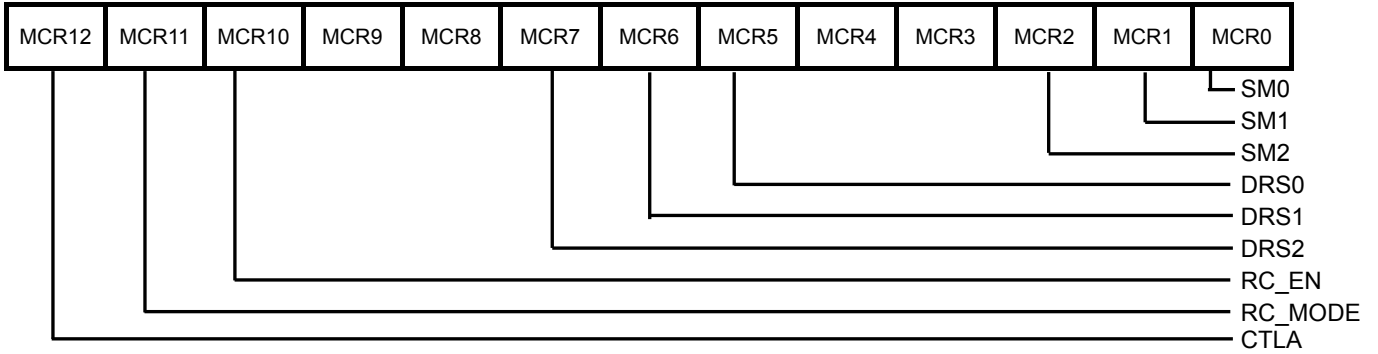 MCR12 MCR11 MCR10 MCR9 MCR8 MCR7 MCR6 MCR5 MCR4 MCR3 MCR2 MCR1 MCR0
SM0
SM1
SM2
DRS0
DRS1
DRS2
RC_EN
RC_MODE
CTLA